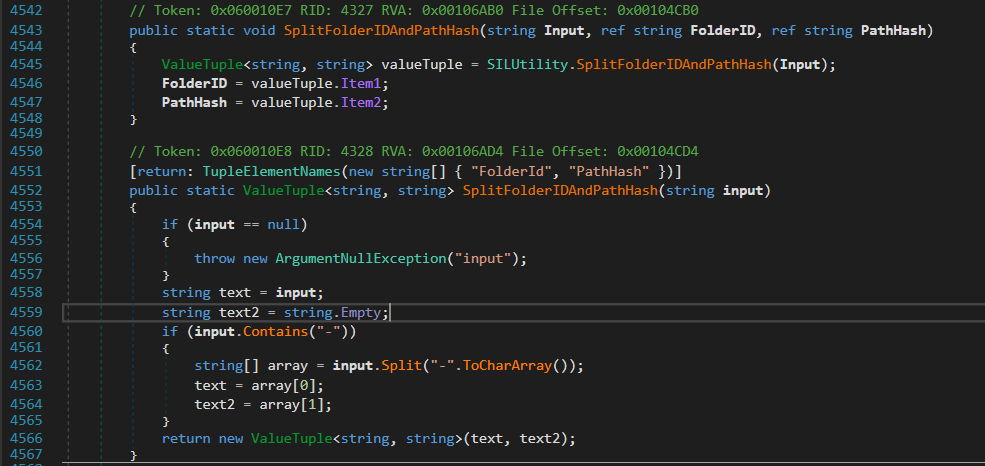 4542 // Token: 0x060010E7 RID: 4327 RVA: 0x00106AB0 File Offset: 0x00104CB0
4543 public static void SplitFolderIDAndPathHash(string Input, ref string FolderID, ref string PathHash)
4544 {
4545 ValueTuple<string, string> valueTuple = SILUtility.SplitFolderIDAndPathHash(Input);
4546 FolderID = valueTuple.Item1;
4547 PathHash = valueTuple.Item2;
4548 }
4549
4550 // Token: 0x060010E8 RID: 4328 RVA: 0x00106AD4 File Offset: 0x00104CD4
4551 [return: TupleElementNames(new string[] { "FolderId", "PathHash" })]
4552 public static ValueTuple<string, string> SplitFolderIDAndPathHash(string input)
4553 {
4554 if (input == null)
4555 {
4556 throw new ArgumentNullException("input");
4557 }
4558 string text = input;
4559 string text2 = string.Empty;
4560 if (input.Contains("-"))
4561 {
4562 string[] array = input.Split("-".ToCharArray());
4563 text = array[0];
4564 text2 = array[1];
4565 }
4566 return new ValueTuple<string, string>(text, text2);
4567 }